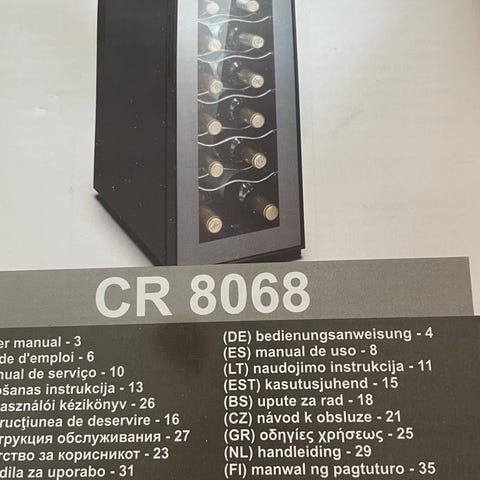 CR 8068
er manual - 3
de d'emploi - 6
nual de serviço - 10
ošanas instrukcija - 13
asználói kézikönyv - 26
trucţiunea de deservire - 16
трукция обслуживания - 27
тство за корисникот - 23
dila za uporabo - 31
(DE) bedienungsanweisung - 4
(ES) manual de uso - 8
(LT) naudojimo instrukcija - 11
(EST) kasutusjuhend - 15
(BS) upute za rad - 18
(CZ) návod k obsluze - 21
(GR) οδηγίες χρήσεως - 25
(NL) handleiding - 29
(FI) manwal ng pagtuturo - 35